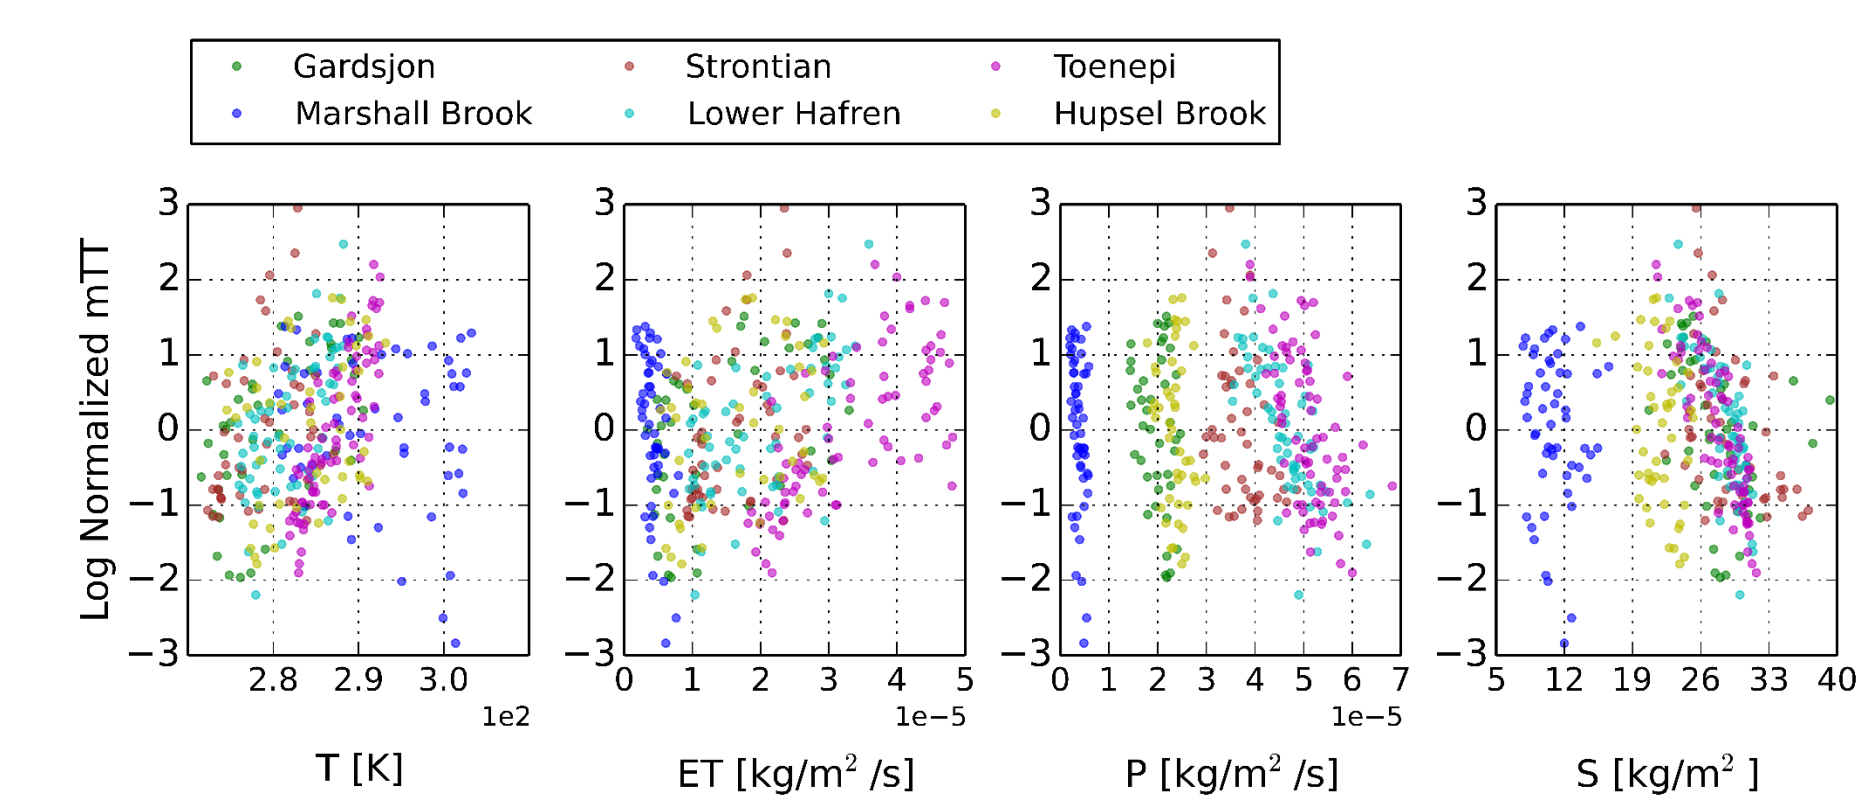 Gardsjon Strontian Toenepi
Marshall Brook Lower Hafren Hupsel Brook
Log Normalized mTT
3 3 3 3
2 2 2 2
1 1 1 1
0 0 0 0
−1 −1 −1 −1
−2 −2 −2 −2
−3 −3 −3 −3
2.8 2.9 3.0 0 1 2 3 4 5 0 1 2 3 4 5 6 7 5 12 19 26 33 40
1e2 1e−5 1e−5
T [K] ET [kg/m² /s] P [kg/m² /s] S [kg/m² ]